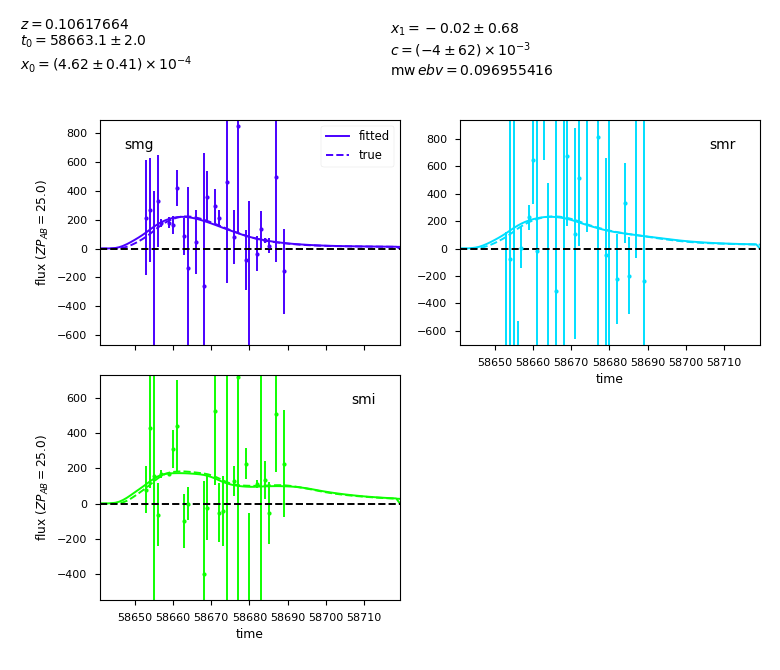 z = 0.10617664
t₀ = 58663.1 ± 2.0
x₀ = (4.62 ± 0.41) × 10⁻⁴
x₁ = −0.02 ± 0.68
c = (−4 ± 62) × 10⁻³
mw ebv = 0.096955416
smg
fitted
true
800
600
400
200
0
−200
−400
−600
flux (ZP_AB = 25.0)
smr
800
600
400
200
0
−200
−400
−600
58650 58660 58670 58680 58690 58700 58710
time
smi
600
400
200
0
−200
−400
flux (ZP_AB = 25.0)
58650 58660 58670 58680 58690 58700 58710
time